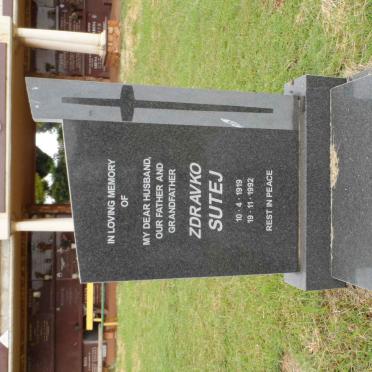 IN LOVING MEMORY
OF
MY DEAR HUSBAND,
OUR FATHER AND
GRANDFATHER
ZDRAVKO
SUTEJ
10 · 4 · 1919
19 · 11 · 1992
REST IN PEACE